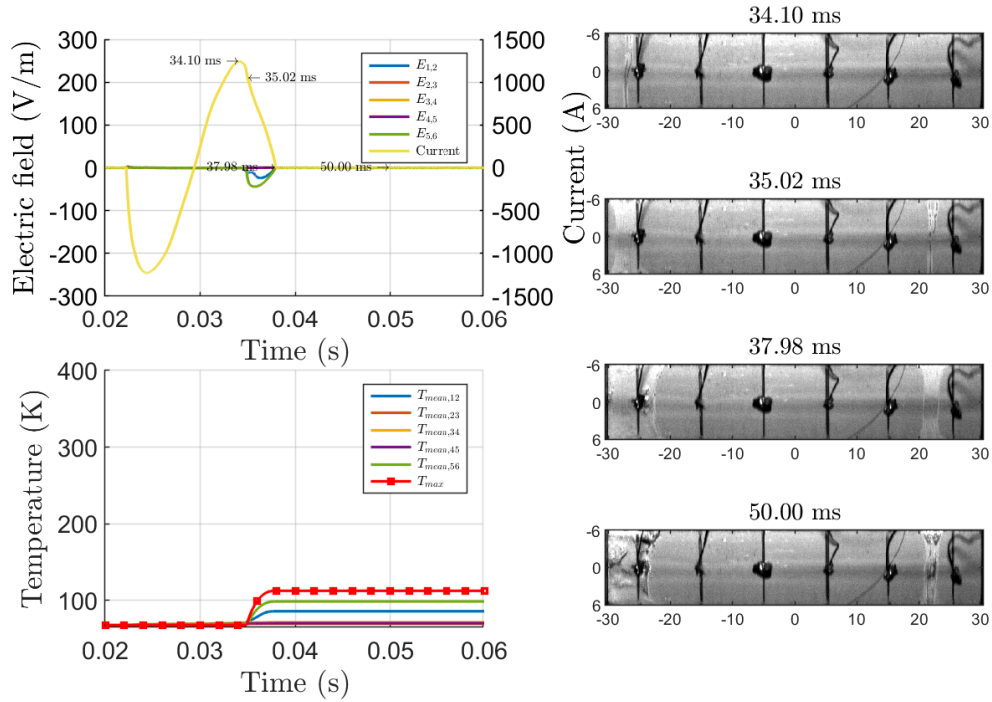 300
200
100
0
-100
-200
-300
Electric field (V/m)
1500
1000
500
0
-500
-1000
-1500
Current (A)
34.10 ms
35.02 ms
37.98 ms
50.00 ms
E1,2
E2,3
E3,4
E4,5
E5,6
Current
0.02 0.03 0.04 0.05 0.06
Time (s)
400
300
200
100
Temperature (K)
Tmean,12
Tmean,23
Tmean,34
Tmean,45
Tmean,56
Tmax
0.02 0.03 0.04 0.05 0.06
Time (s)
34.10 ms
-6
0
6
-30 -20 -10 0 10 20 30
35.02 ms
-6
0
6
-30 -20 -10 0 10 20 30
37.98 ms
-6
0
6
-30 -20 -10 0 10 20 30
50.00 ms
-6
0
6
-30 -20 -10 0 10 20 30